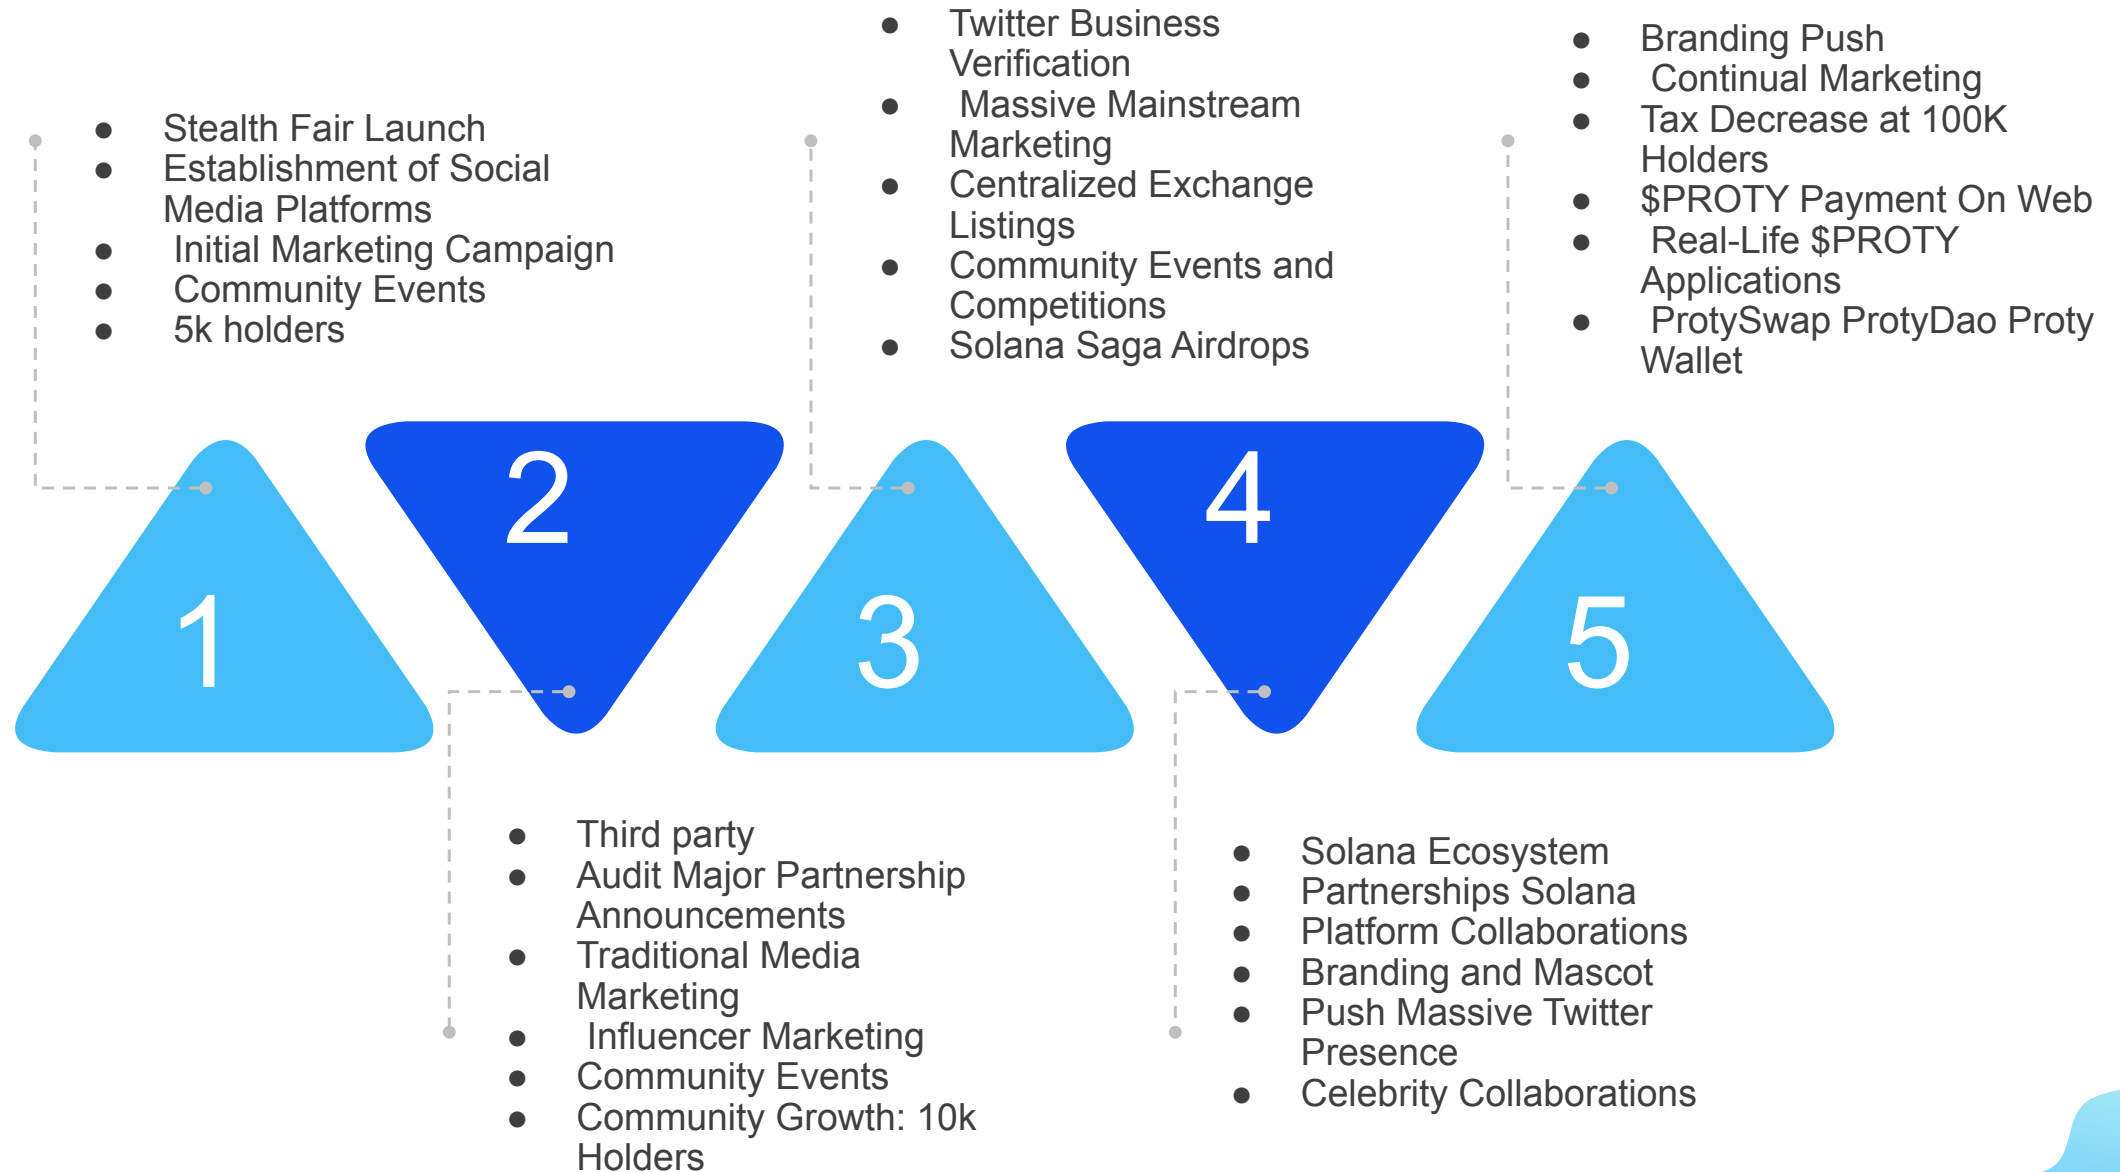 ● Stealth Fair Launch
● Establishment of Social
Media Platforms
● Initial Marketing Campaign
● Community Events
● 5k holders
● Twitter Business
Verification
● Massive Mainstream
Marketing
● Centralized Exchange
Listings
● Community Events and
Competitions
● Solana Saga Airdrops
● Branding Push
● Continual Marketing
● Tax Decrease at 100K
Holders
● $PROTY Payment On Web
● Real-Life $PROTY
Applications
● ProtySwap ProtyDao Proty
Wallet
1
2
3
4
5
● Third party
● Audit Major Partnership
Announcements
● Traditional Media
Marketing
● Influencer Marketing
● Community Events
● Community Growth: 10k
Holders
● Solana Ecosystem
● Partnerships Solana
● Platform Collaborations
● Branding and Mascot
● Push Massive Twitter
Presence
● Celebrity Collaborations